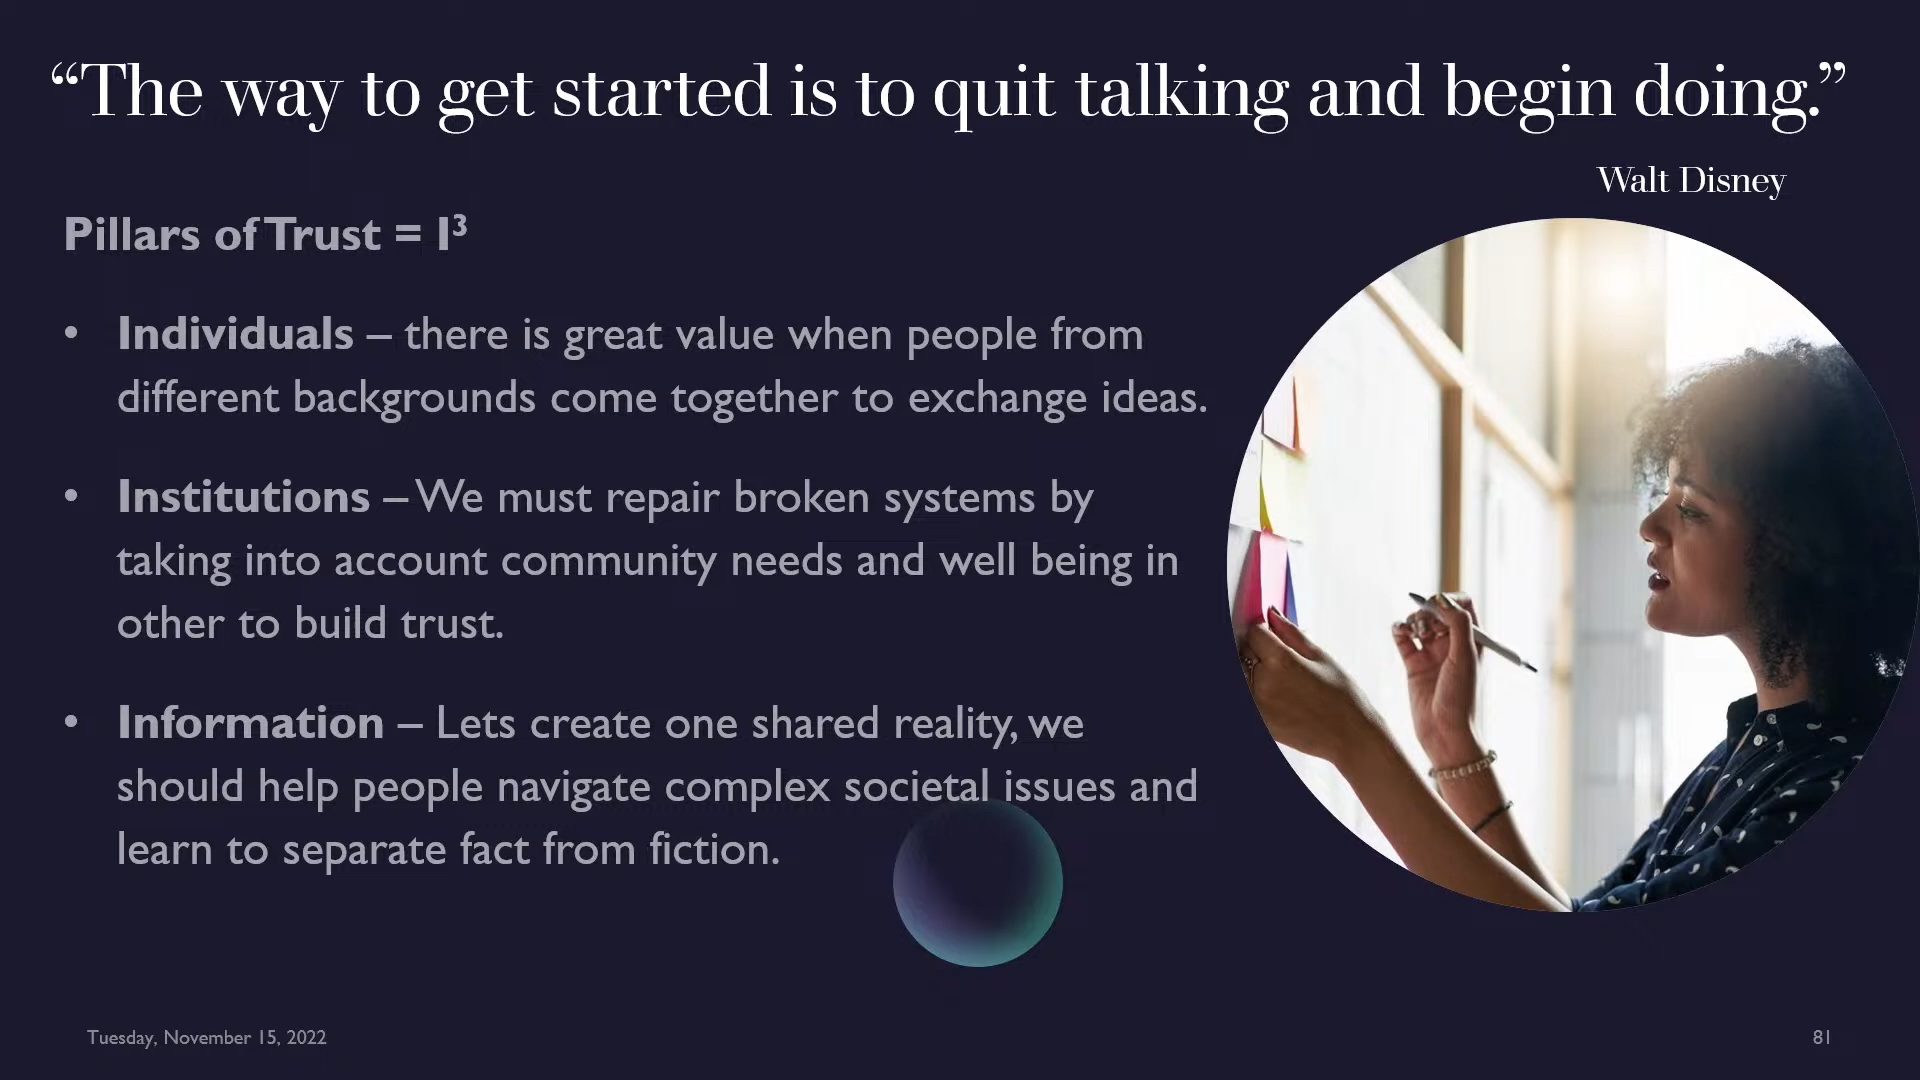 “The way to get started is to quit talking and begin doing.”
Walt Disney
Pillars of Trust = I³
• Individuals – there is great value when people from
different backgrounds come together to exchange ideas.
• Institutions – We must repair broken systems by
taking into account community needs and well being in
other to build trust.
• Information – Lets create one shared reality, we
should help people navigate complex societal issues and
learn to separate fact from fiction.
Tuesday, November 15, 2022
81